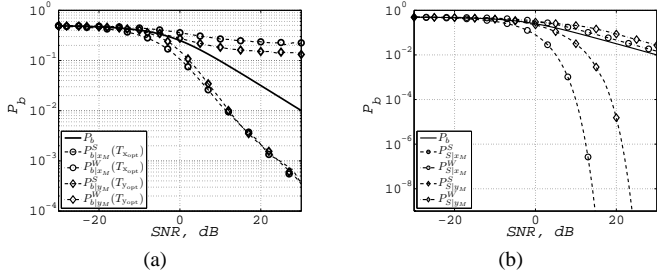 10^0
10^{-1}
10^{-2}
10^{-3}
10^{-4}
P_b
P_b
P^S_{b|x_M}(T_{x_opt})
P^W_{b|x_M}(T_{x_opt})
P^S_{b|y_M}(T_{y_opt})
P^W_{b|y_M}(T_{y_opt})
−20 0 20
SNR, dB
(a)
10^0
10^{-2}
10^{-4}
10^{-6}
10^{-8}
P_b
P_b
P^S_{S|x_M}
P^W_{S|x_M}
P^S_{S|y_M}
P^W_{S|y_M}
−20 0 20
SNR, dB
(b)